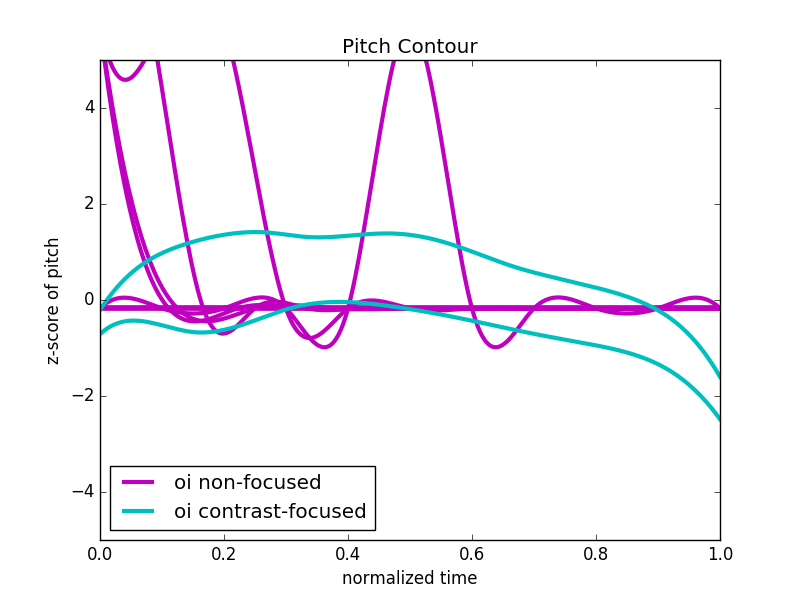 Pitch Contour
z-score of pitch
4
2
0
−2
−4
oi non-focused
oi contrast-focused
0.0 0.2 0.4 0.6 0.8 1.0
normalized time